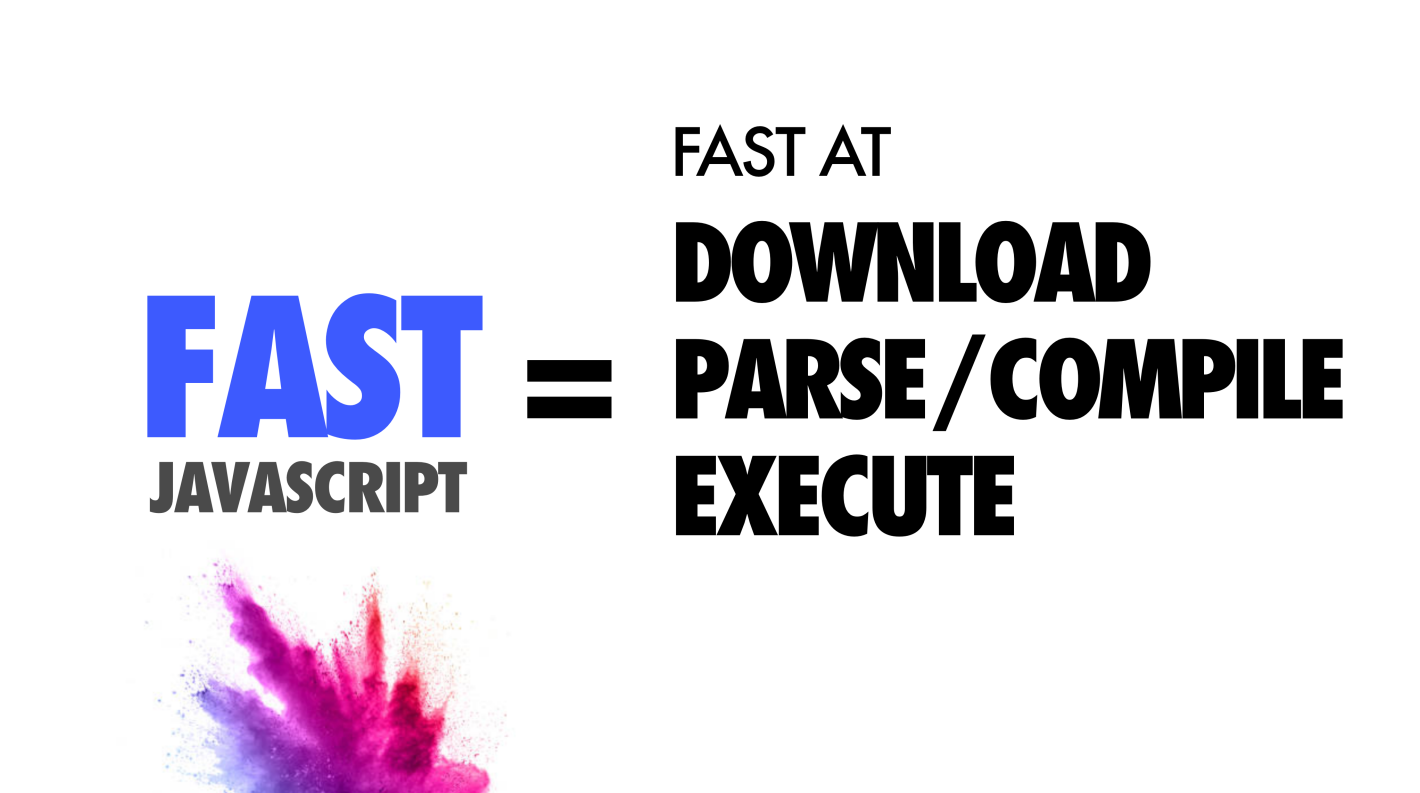 FAST
JAVASCRIPT
=
FAST AT
DOWNLOAD
PARSE/COMPILE
EXECUTE